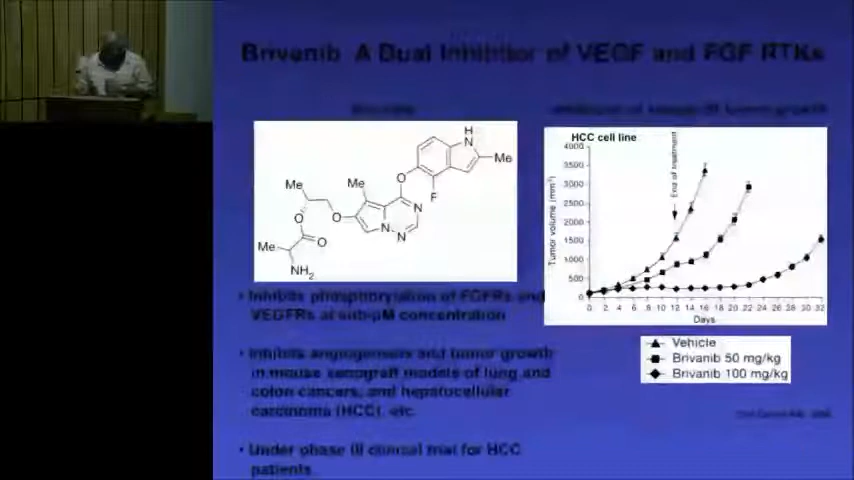 Brivanib A Dual Inhibitor of VEGF and FGF RTKs
H
N
Me
O
F
Me
Me
N
N
N
O
O
O
Me
NH2
HCC cell line
Tumor volume (mm3)
4000
3500
3000
2500
2000
1500
1000
500
0
End of treatment
0 2 4 6 8 10 12 14 16 18 20 22 24 26 28 30 32
Days
Vehicle
Brivanib 50 mg/kg
Brivanib 100 mg/kg
• Inhibits phosphorylation of FGFRs and
VEGFRs at sub-µM concentration
• Inhibits angiogenesis and tumor growth
in mouse xenograft models of lung and
colon cancers, and hepatocellular
carcinoma (HCC), etc
• Under phase III clinical trial for HCC
patients